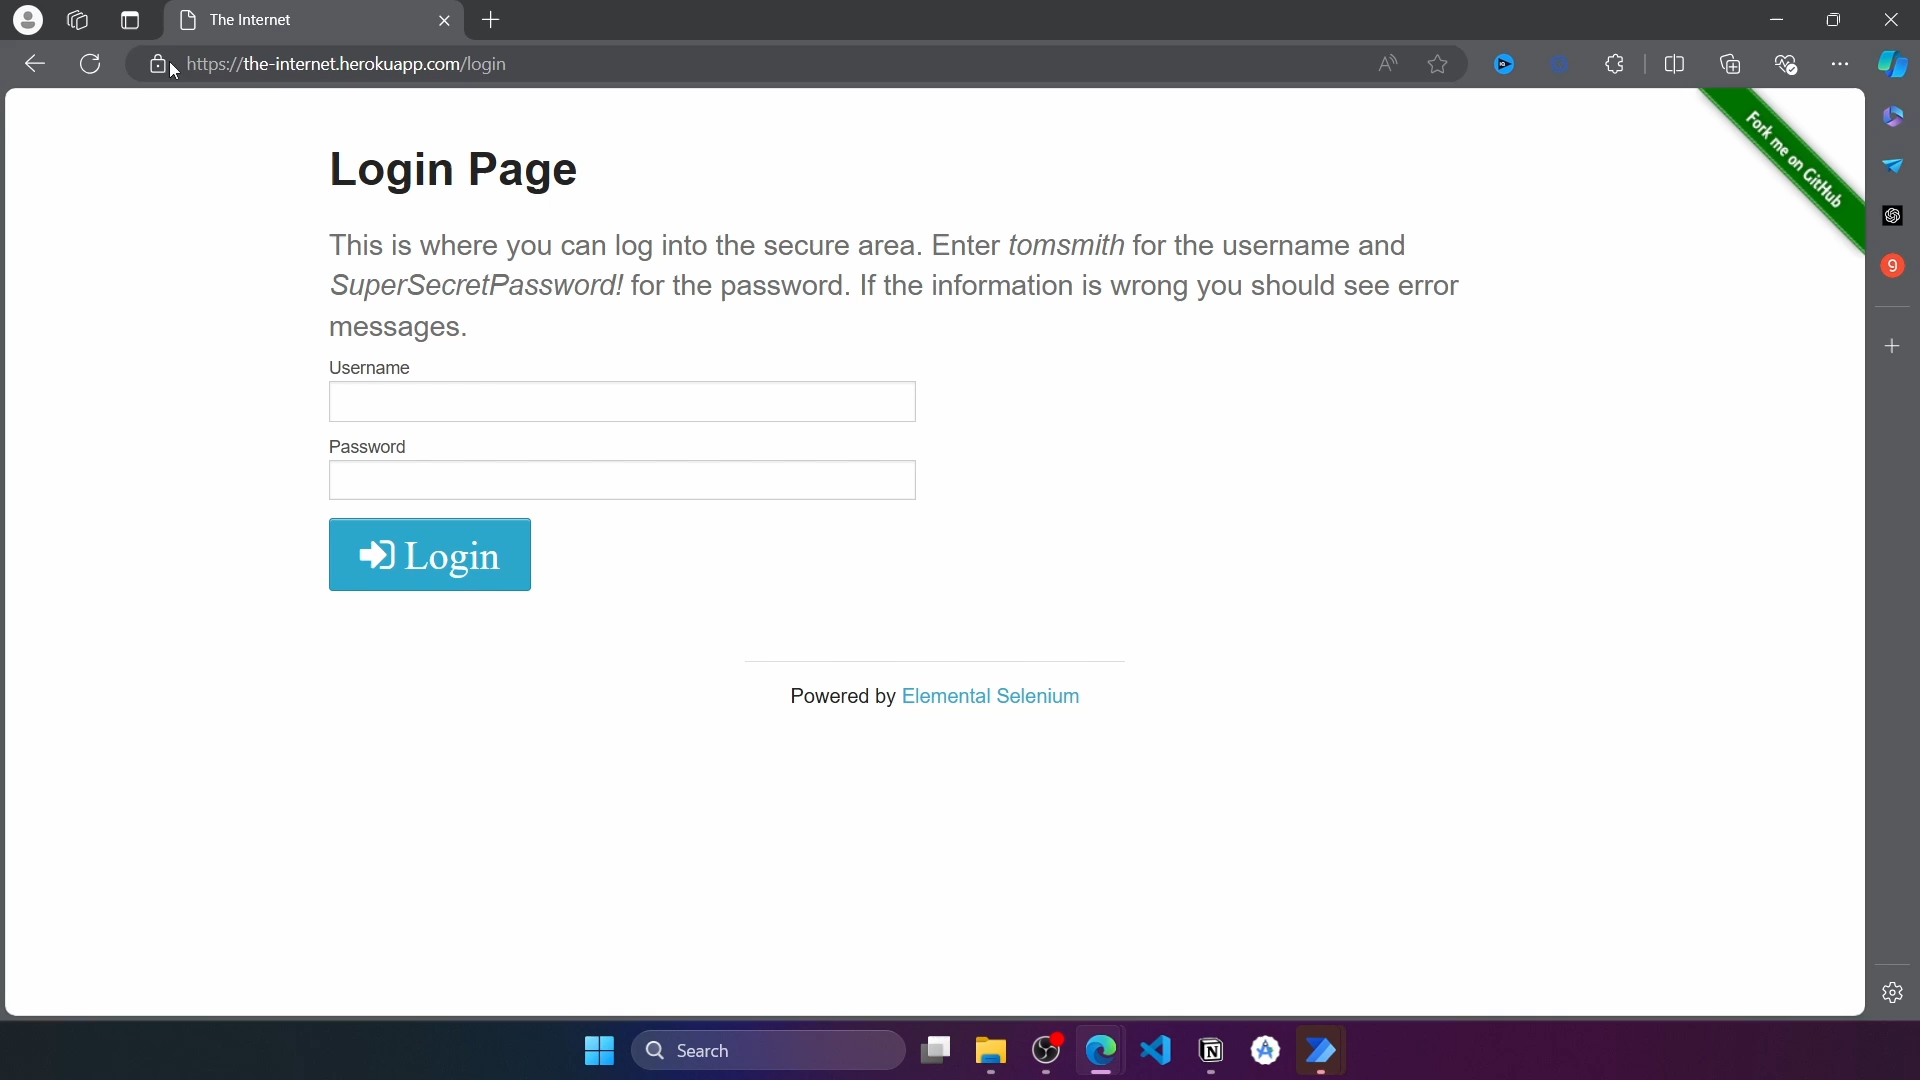 The Internet
https://the-internet.herokuapp.com/login
Fork me on GitHub
Login Page
This is where you can log into the secure area. Enter tomsmith for the username and
SuperSecretPassword! for the password. If the information is wrong you should see error
messages.
Username
Password
Login
Powered by Elemental Selenium
9
Search